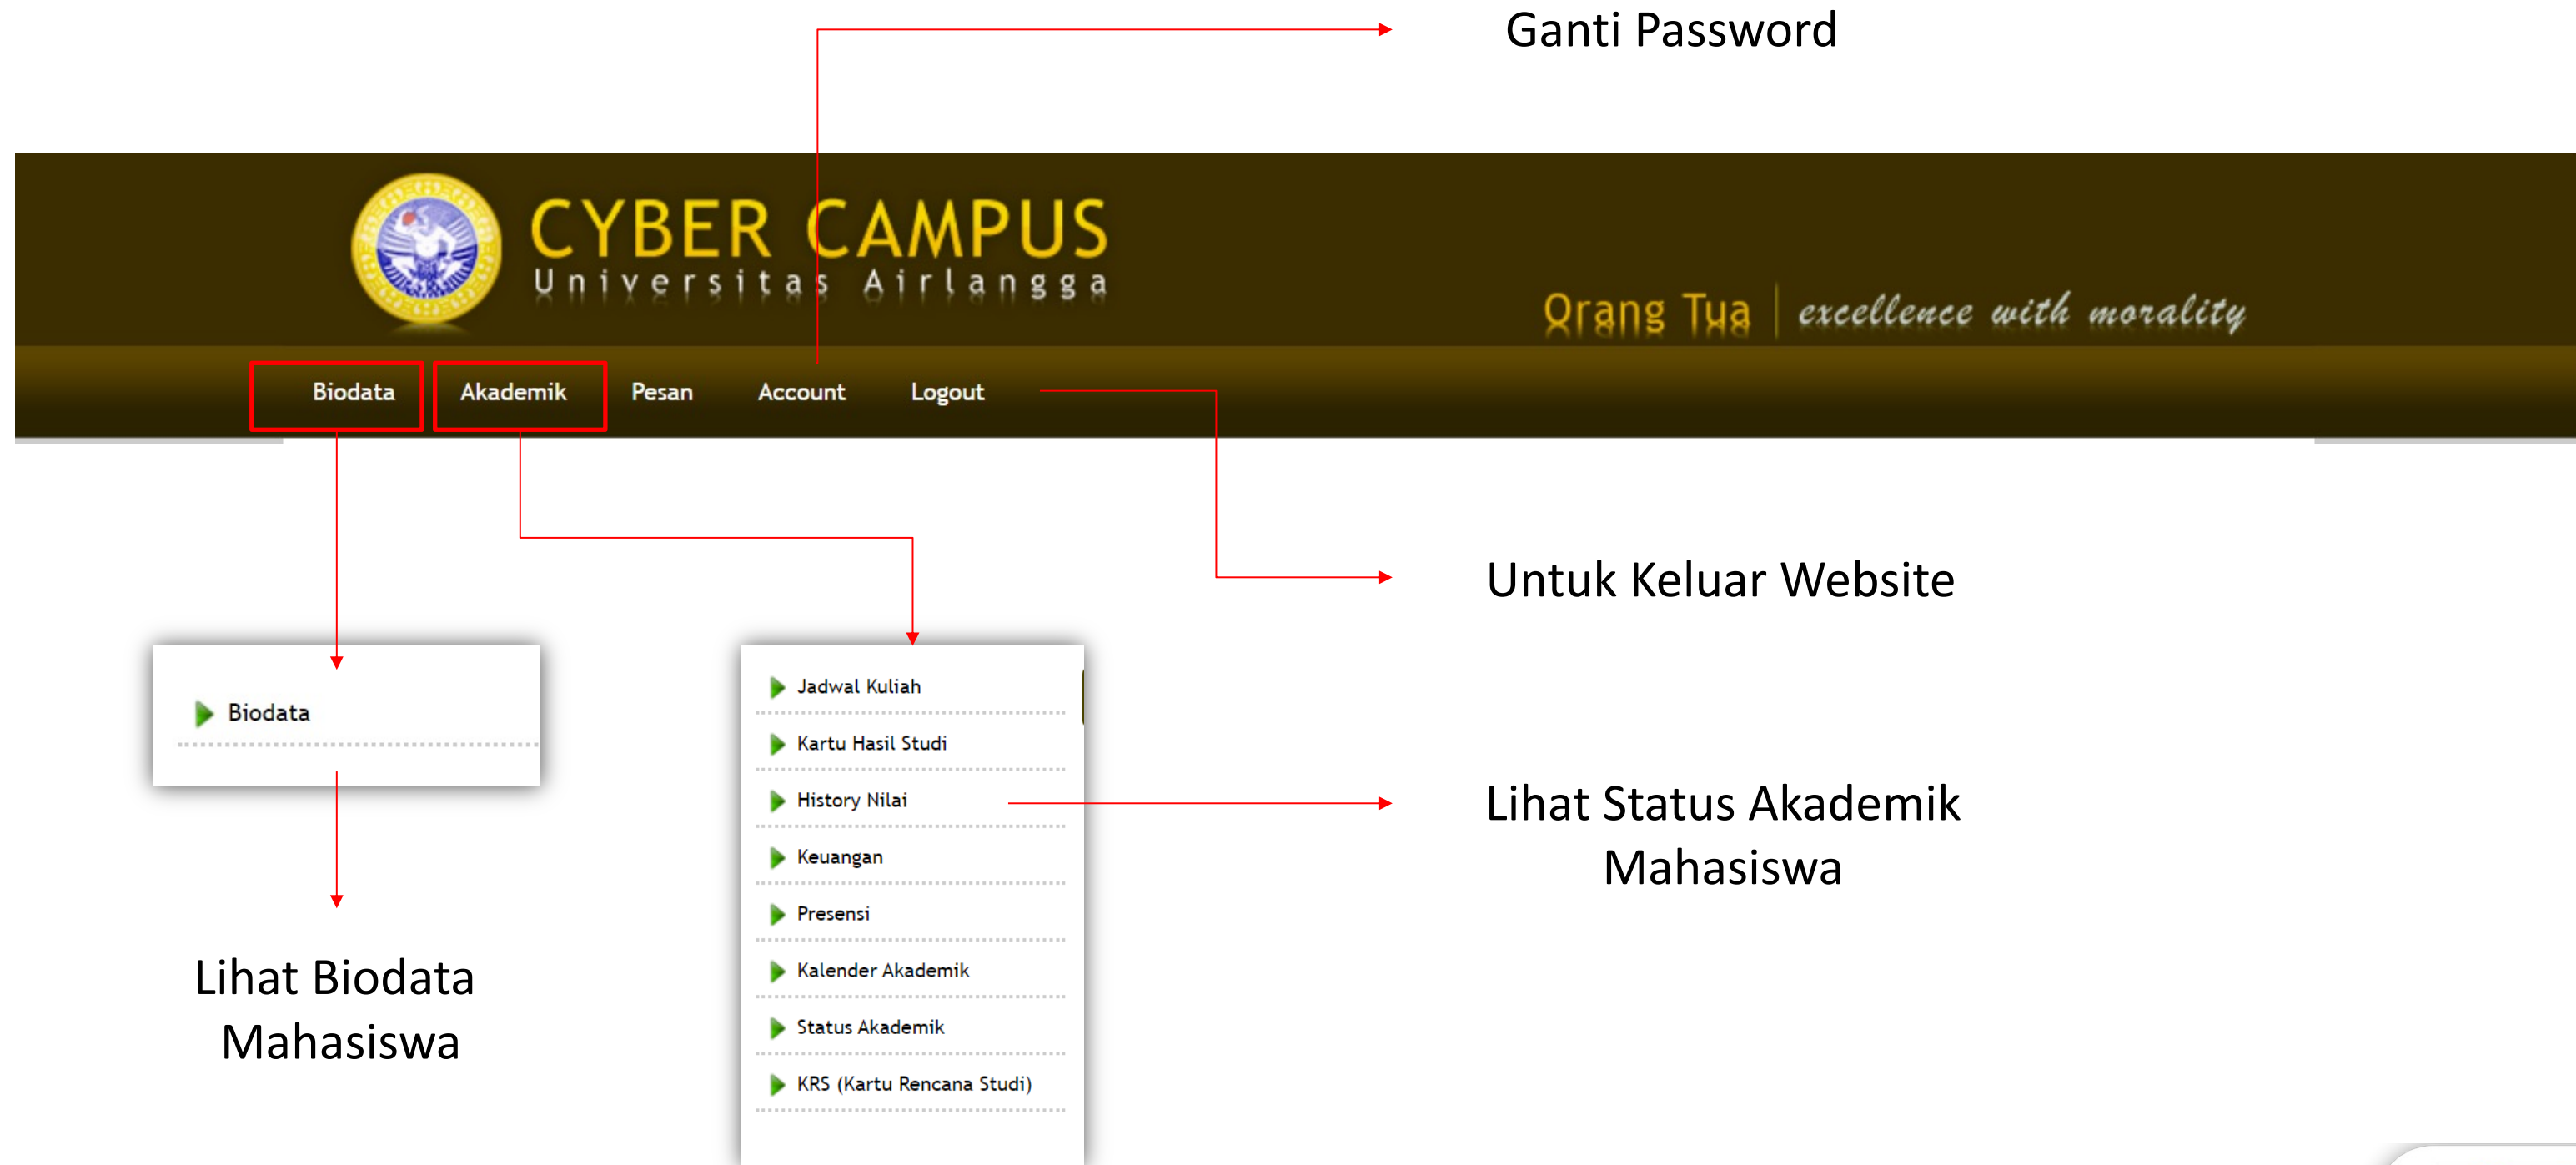 Ganti Password
CYBER CAMPUS
Universitas Airlangga
Orang Tua | excellence with morality
Biodata Akademik Pesan Account Logout
Untuk Keluar Website
Biodata
Lihat Biodata
Mahasiswa
Jadwal Kuliah
Kartu Hasil Studi
History Nilai
Keuangan
Presensi
Kalender Akademik
Status Akademik
KRS (Kartu Rencana Studi)
Lihat Status Akademik
Mahasiswa